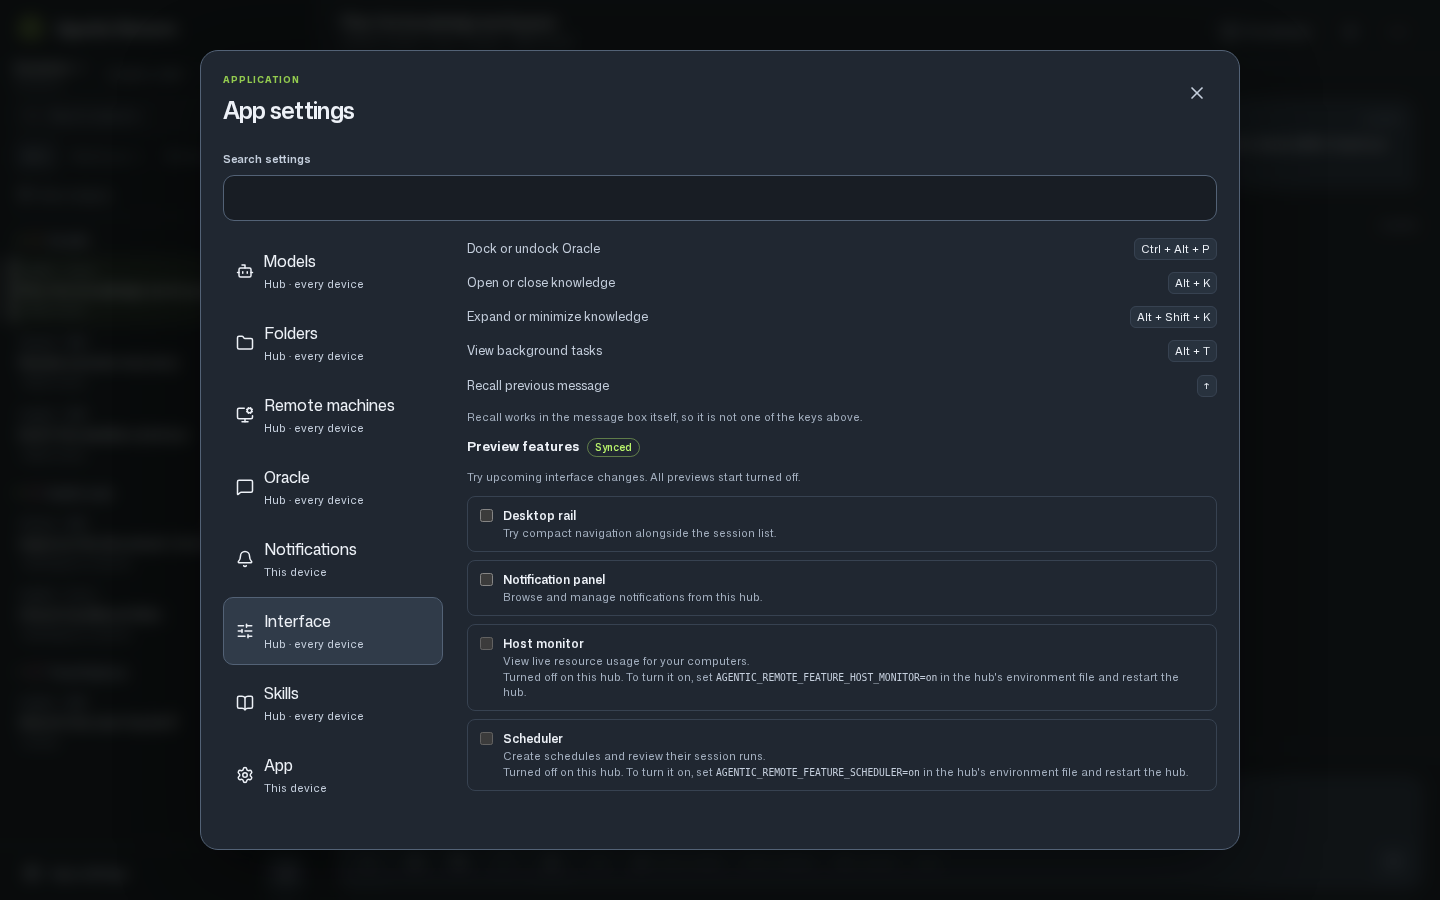 APPLICATION
App settings
Search settings
Models
Hub · every device
Folders
Hub · every device
Remote machines
Hub · every device
Oracle
Hub · every device
Notifications
This device
Interface
Hub · every device
Skills
Hub · every device
App
This device
Dock or undock Oracle
Ctrl + Alt + P
Open or close knowledge
Alt + K
Expand or minimize knowledge
Alt + Shift + K
View background tasks
Alt + T
Recall previous message
↑
Recall works in the message box itself, so it is not one of the keys above.
Preview features Synced
Try upcoming interface changes. All previews start turned off.
Desktop rail
Try compact navigation alongside the session list.
Notification panel
Browse and manage notifications from this hub.
Host monitor
View live resource usage for your computers.
Turned off on this hub. To turn it on, set AGENTIC_REMOTE_FEATURE_HOST_MONITOR=on in the hub's environment file and restart the
hub.
Scheduler
Create schedules and review their session runs.
Turned off on this hub. To turn it on, set AGENTIC_REMOTE_FEATURE_SCHEDULER=on in the hub's environment file and restart the hub.